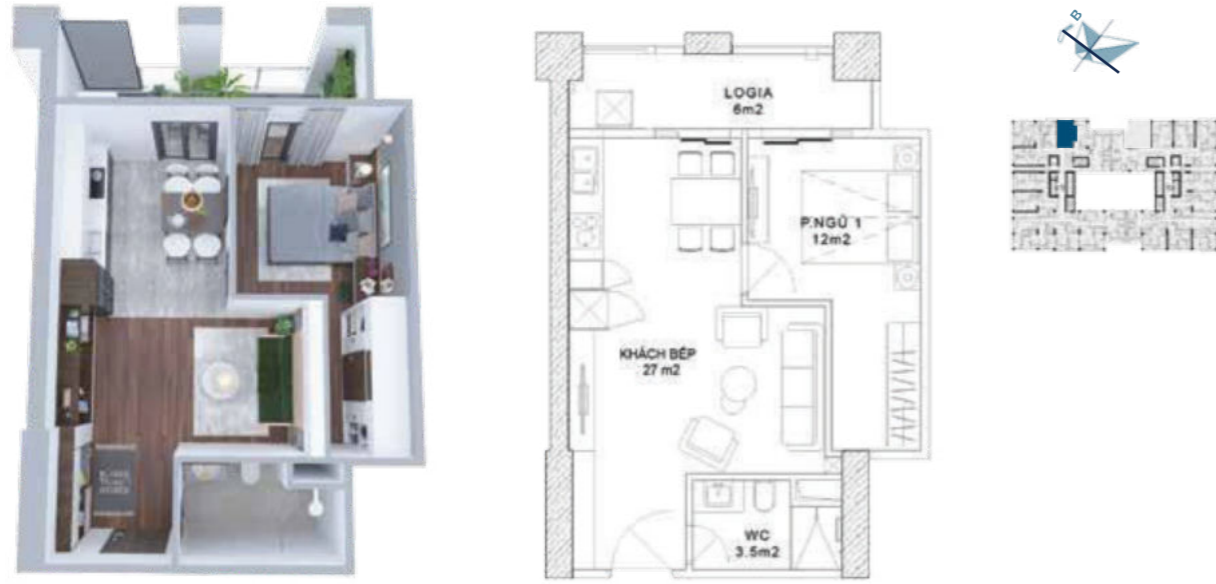 LOGIA
6m2
P.NGỦ 1
12m2
KHÁCH BẾP
27 m2
WC
3.5m2
B